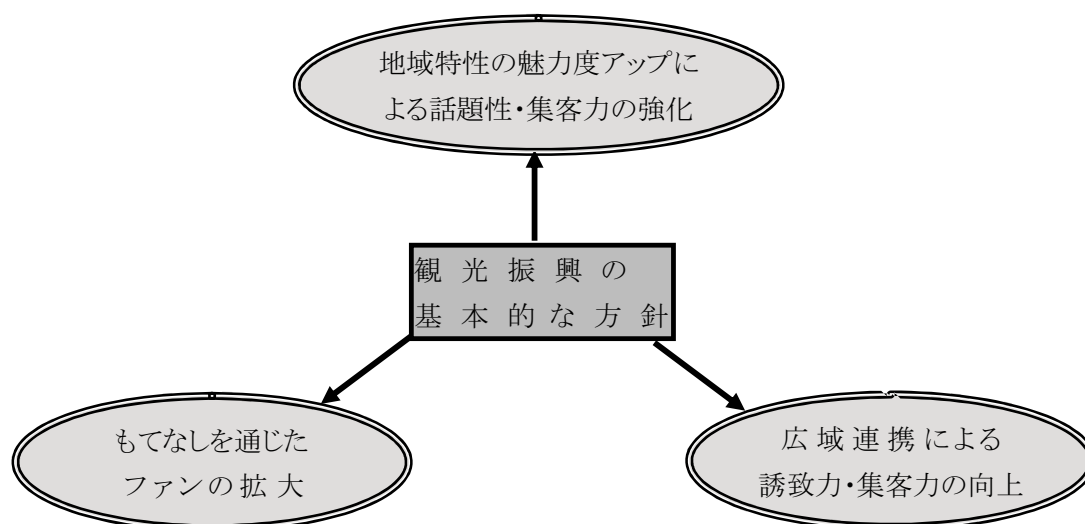 地域特性の魅力度アップに
よる話題性・集客力の強化
観光振興の
基本的な方針
もてなしを通じた
ファンの拡大
広域連携による
誘致力・集客力の向上